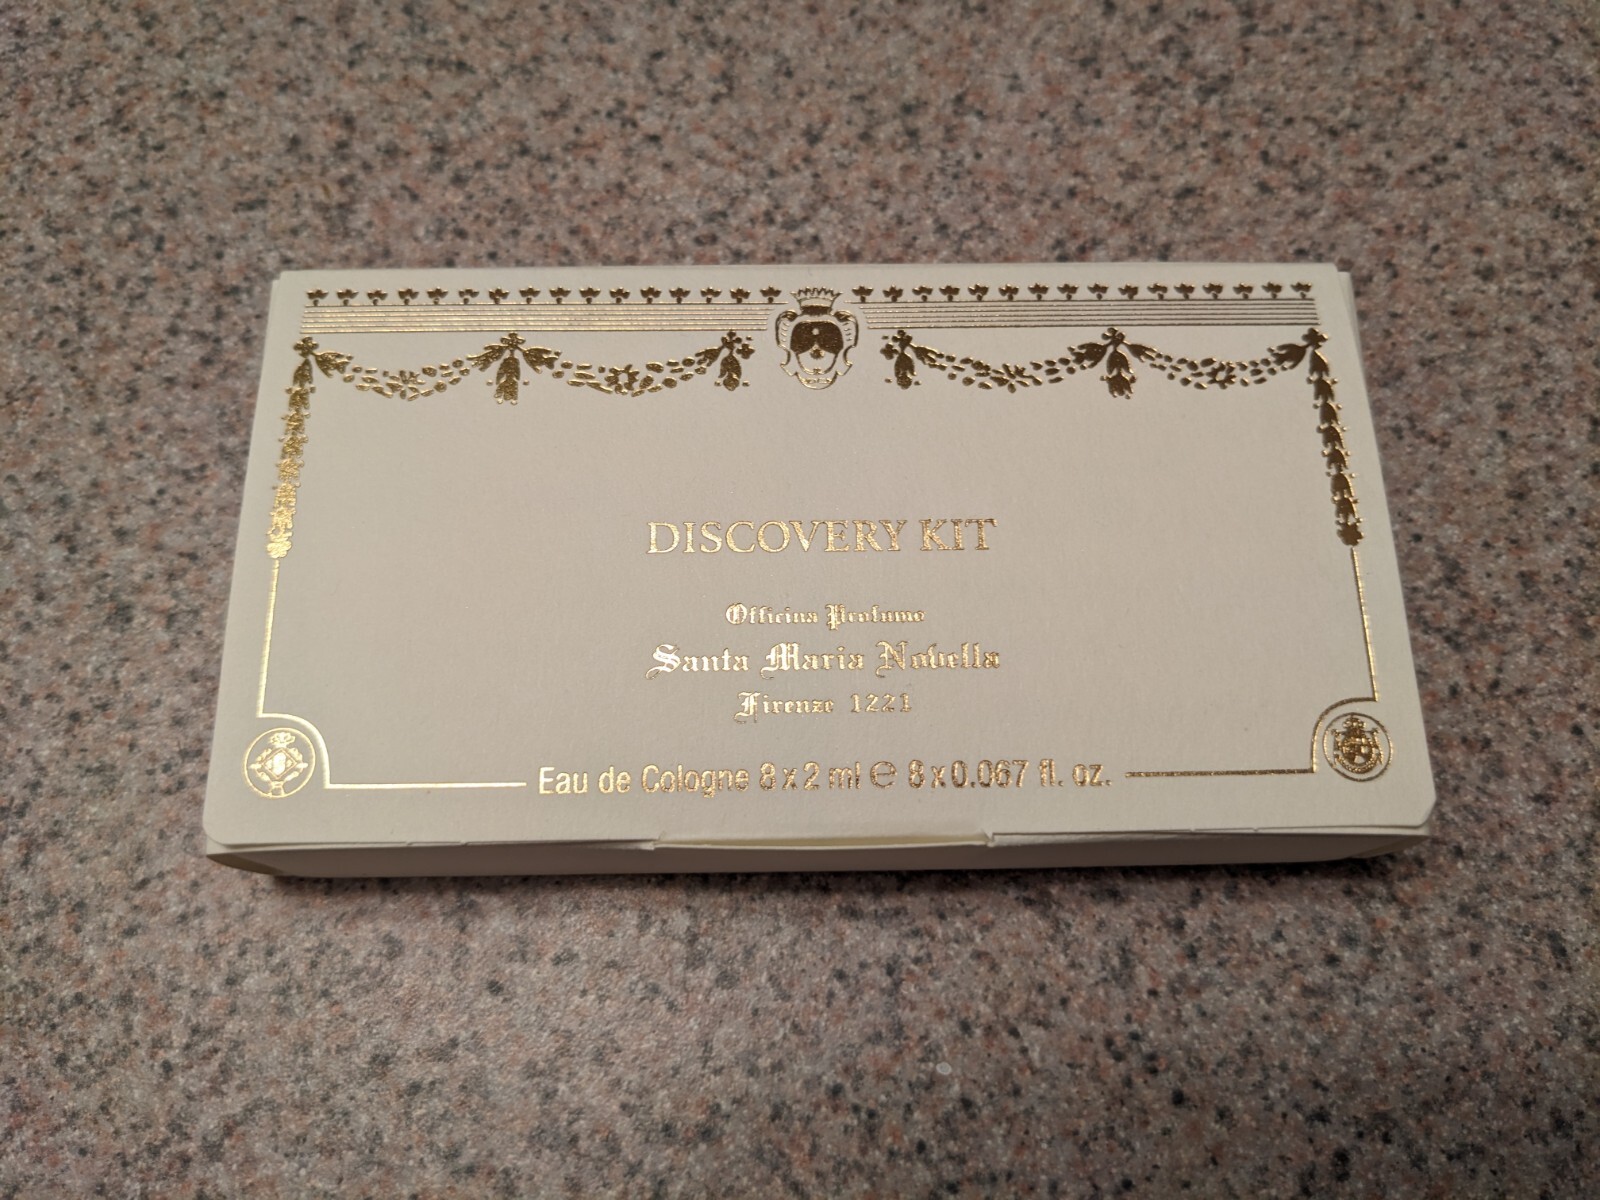 DISCOVERY KIT
Officina Profumo
Santa Maria Novella
Firenze 1221
Eau de Cologne 8 x 2 ml ℮ 8 x 0.067 fl. oz.